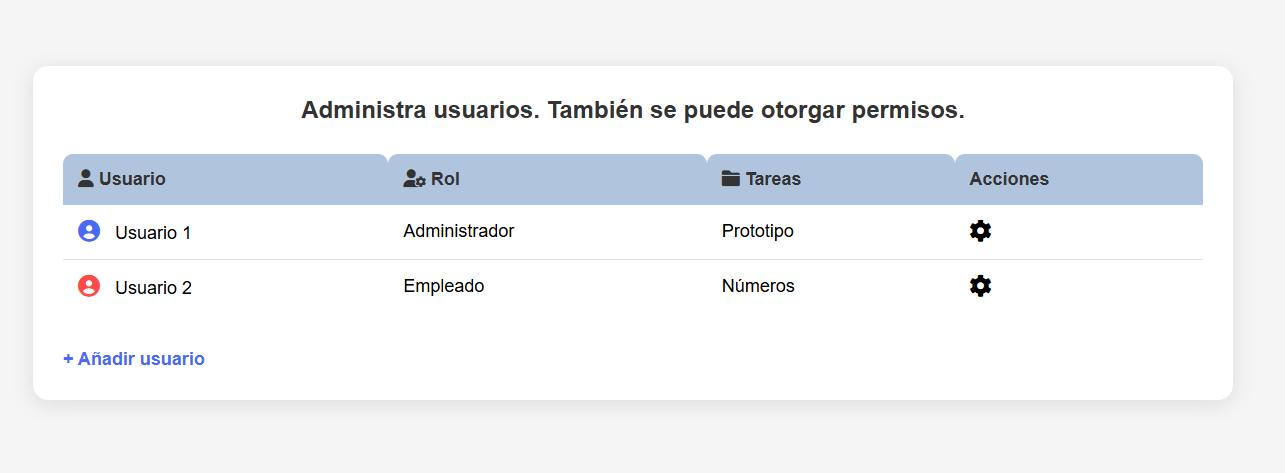 Administra usuarios. También se puede otorgar permisos.
Usuario Rol Tareas Acciones
Usuario 1 Administrador Prototipo
Usuario 2 Empleado Números
+ Añadir usuario